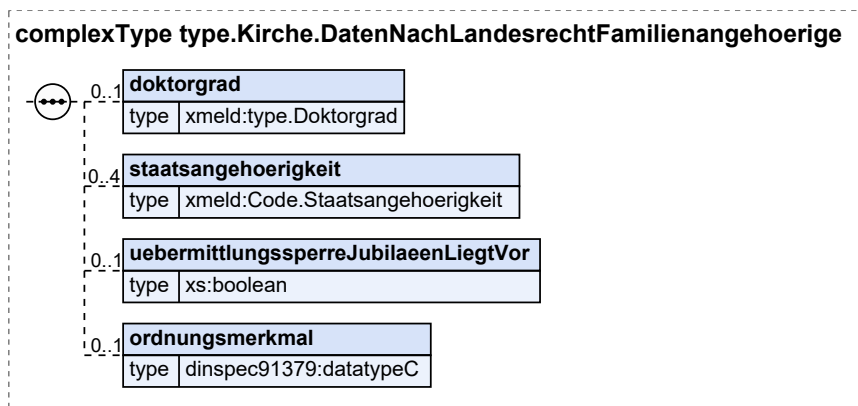 complexType type.Kirche.DatenNachLandesrechtFamilienangehoerige
0..1 doktorgrad
type xmeld:type.Doktorgrad
0..4 staatsangehoerigkeit
type xmeld:Code.Staatsangehoerigkeit
0..1 uebermittlungssperreJubilaeenLiegtVor
type xs:boolean
0..1 ordnungsmerkmal
type dinspec91379:datatypeC